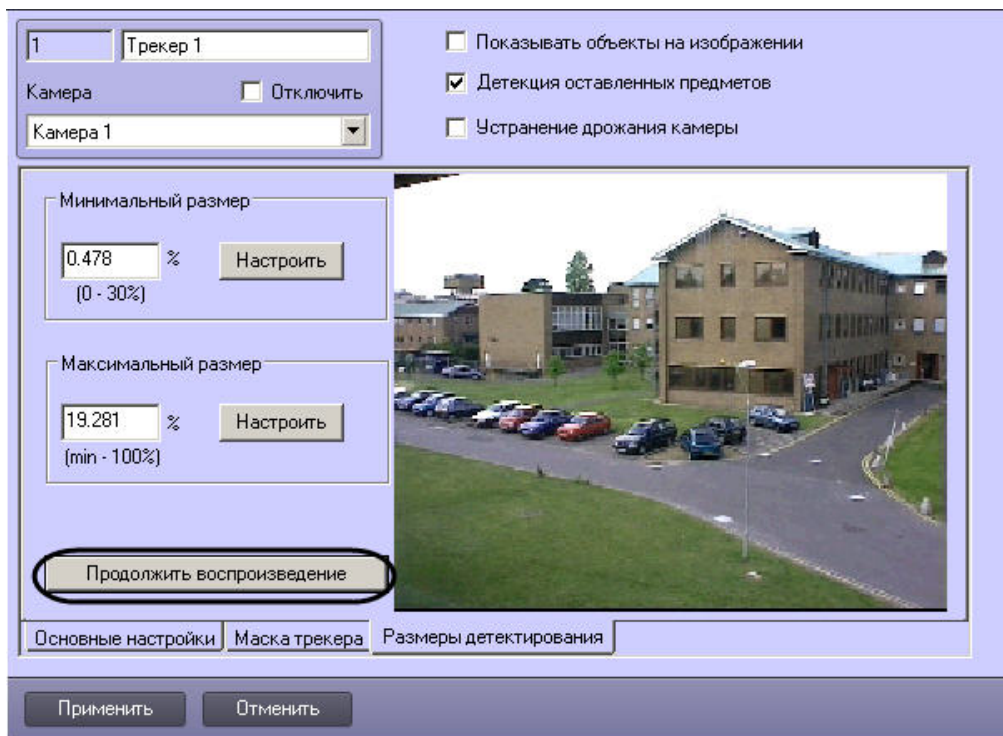 1
Трекер 1
Камера
Отключить
Камера 1
Показывать объекты на изображении
Детекция оставленных предметов
Устранение дрожания камеры
Минимальный размер
0.478 % Настроить
(0 - 30%)
Максимальный размер
19.281 % Настроить
(min - 100%)
Продолжить воспроизведение
Основные настройки Маска трекера Размеры детектирования
Применить Отменить